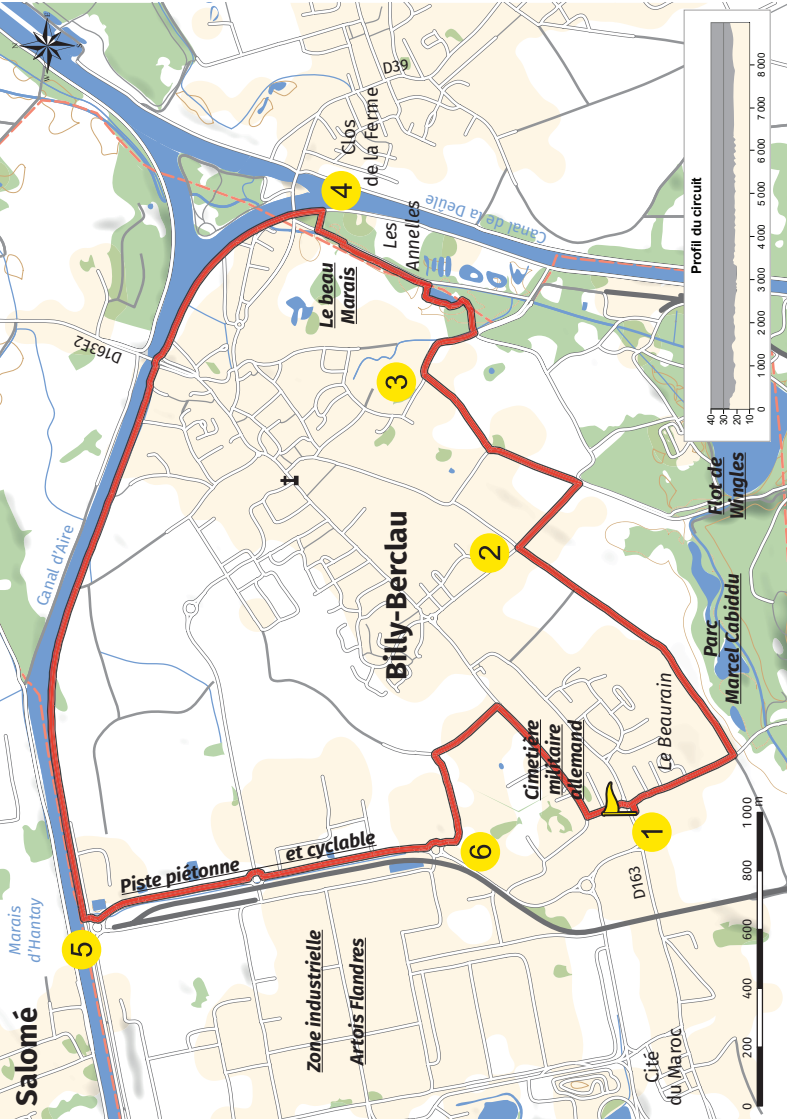 Salomé
Marais
d'Hantay
Canal d'Aire
D163E2
D39
Clos
de la Ferme
4
Les
Annelles
Canal de la Deûle
Le beau
Marais
3
2
Billy-Berclau
Piste piétonne
et cyclable
5
6
Zone industrielle
Artois Flandres
Cimetière
militaire
allemand
Le Beaurain
1
D163
Cité
du Maroc
Parc
Marcel Cabiddu
Flot de
Wingles
Profil du circuit
40
30
20
10
0
1 000
2 000
3 000
4 000
5 000
6 000
7 000
8 000
0
200
400
600
800
1 000
m
N
E
S
W